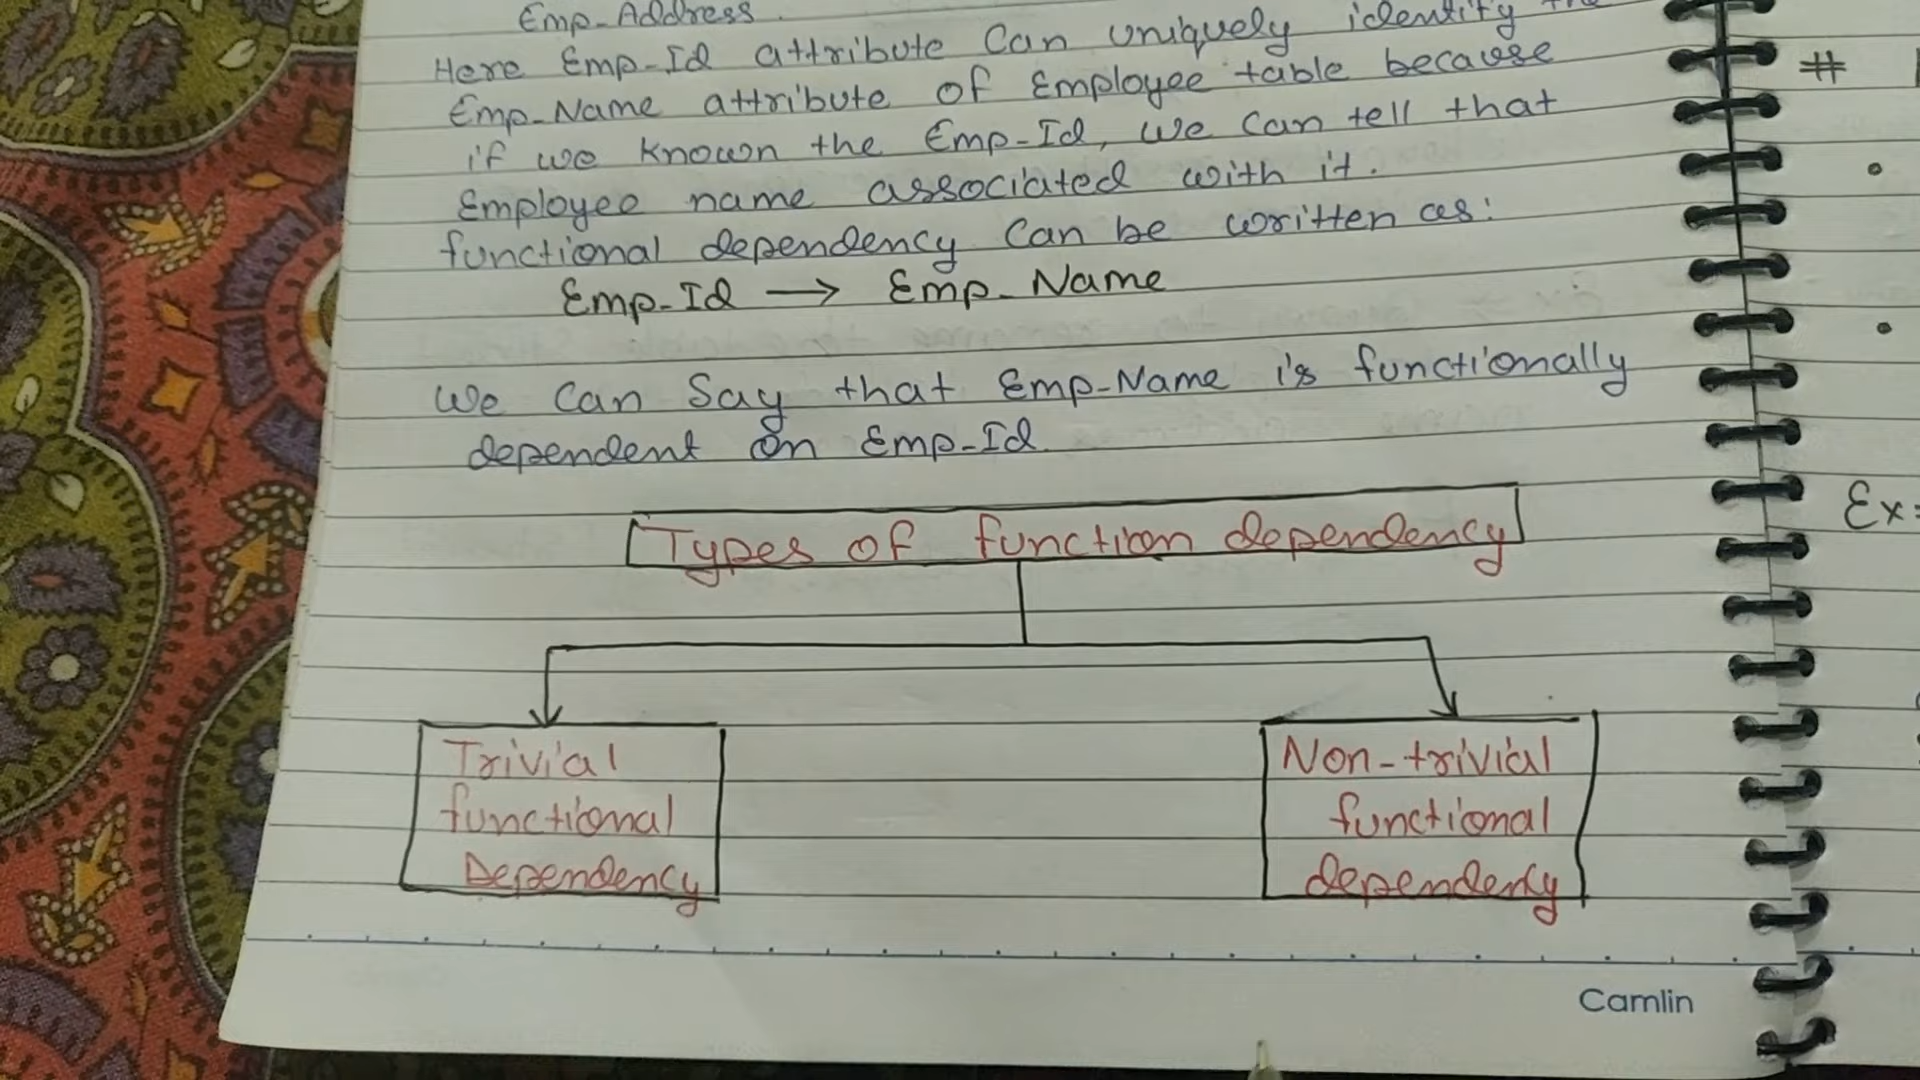 Emp-Address.
Here Emp-Id attribute can uniquely identify the
Emp-Name attribute of Employee table because
if we known the Emp-Id, we can tell that
Employee name associated with it.
functional dependency can be written as:
Emp-Id → Emp-Name
We can say that Emp-Name is functionally
dependent on Emp-Id.
Types of function dependency
Trivial
functional
Dependency
Non-trivial
functional
dependency
Camlin
#
Ex=